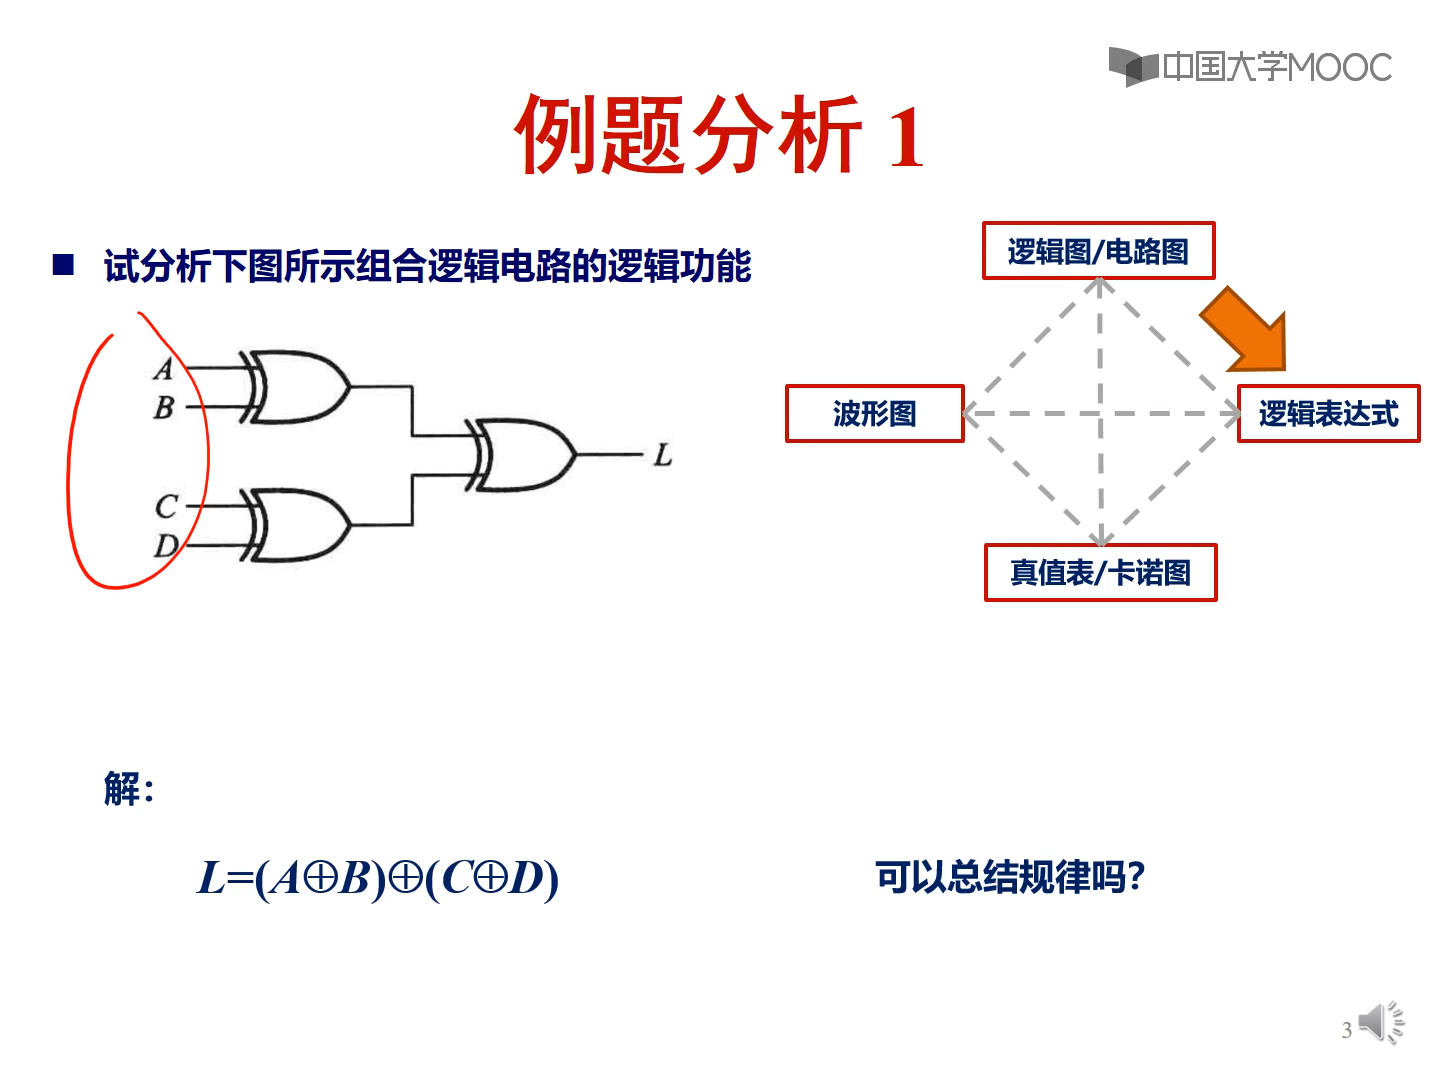 中国大学MOOC
例题分析 1
■ 试分析下图所示组合逻辑电路的逻辑功能
A
B
C
D
L
逻辑图/电路图
波形图
逻辑表达式
真值表/卡诺图
解：
L=(A⊕B)⊕(C⊕D)
可以总结规律吗？
3